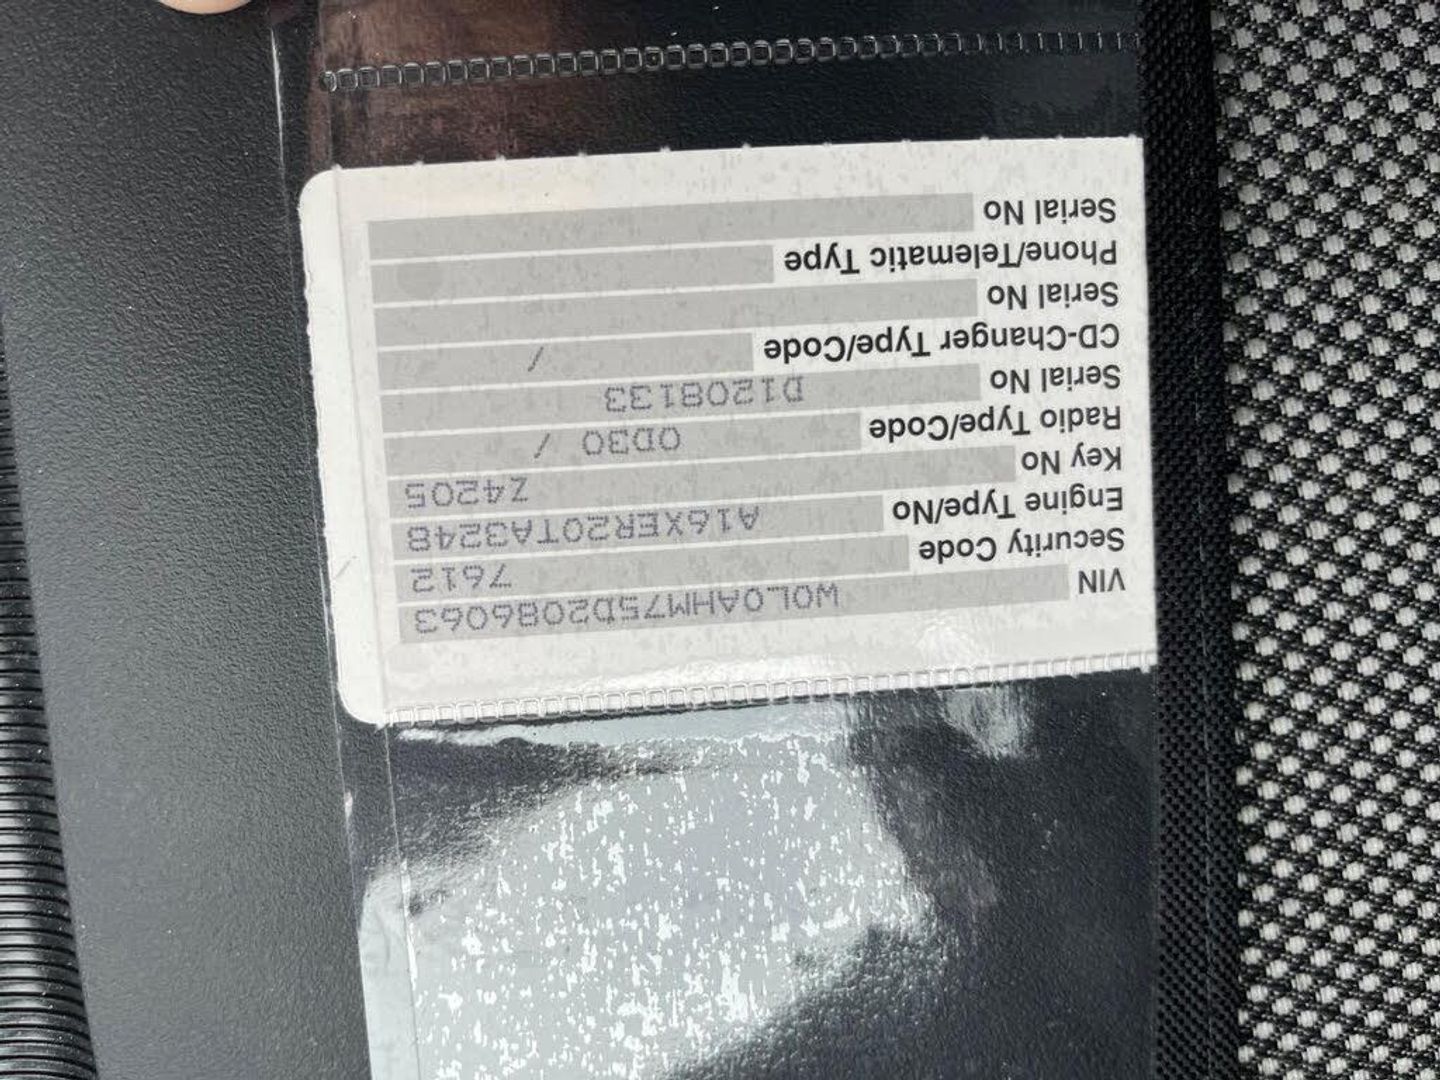 VIN W0L0AHM75D2086063
Security Code 7612
Engine Type/No A16XER20TA3248
Key No Z4205
Radio Type/Code OD30 /
Serial No D1208133
CD-Changer Type/Code /
Serial No
Phone/Telematic Type
Serial No